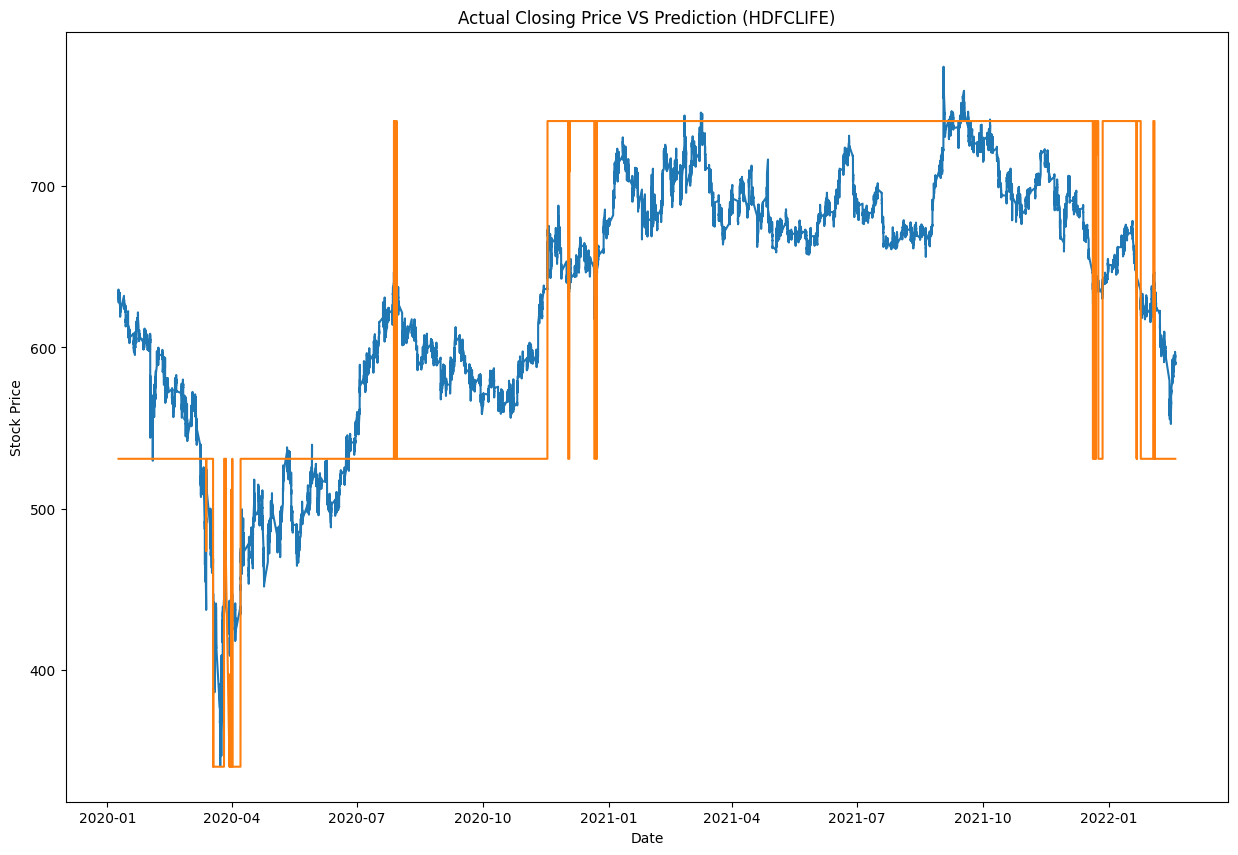 Actual Closing Price VS Prediction (HDFCLIFE)
Stock Price
700
600
500
400
2020-01 2020-04 2020-07 2020-10 2021-01 2021-04 2021-07 2021-10 2022-01
Date